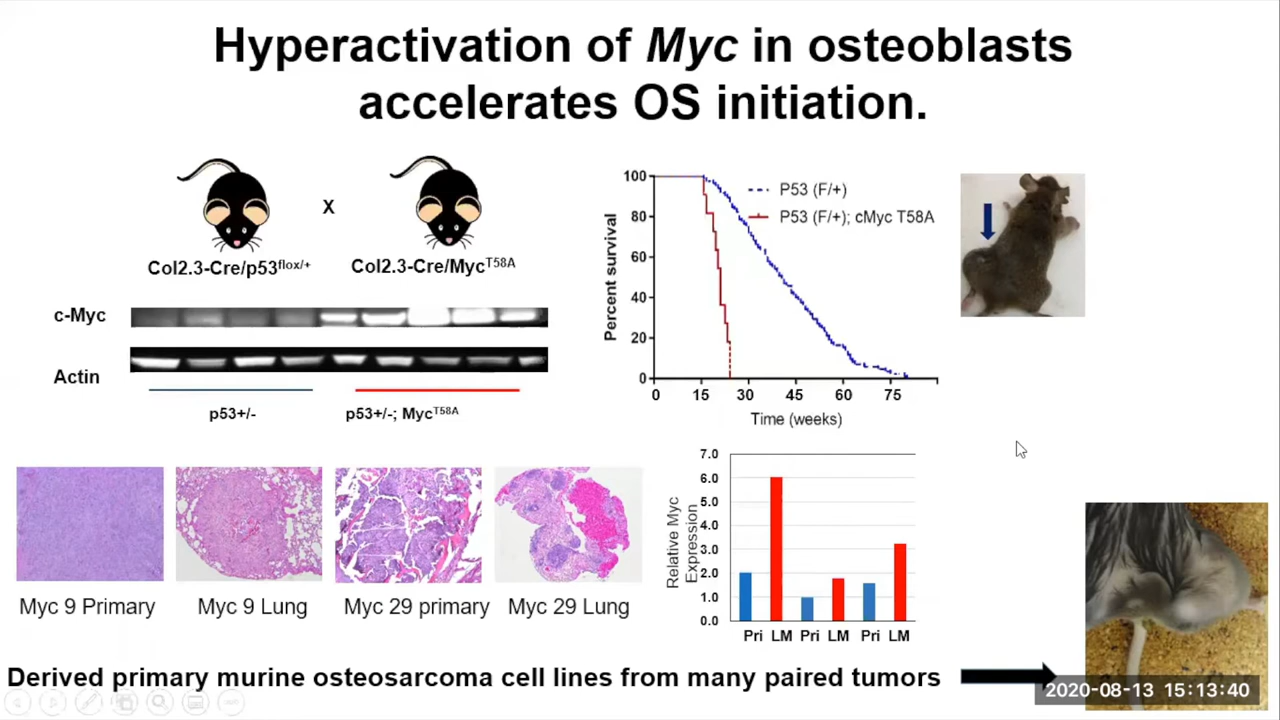 Hyperactivation of Myc in osteoblasts
accelerates OS initiation.
X
Col2.3-Cre/p53flox/+
Col2.3-Cre/MycT58A
c-Myc
Actin
p53+/-
p53+/-; MycT58A
Percent survival
100
80
60
40
20
0
P53 (F/+)
P53 (F/+); cMyc T58A
0 15 30 45 60 75
Time (weeks)
Myc 9 Primary
Myc 9 Lung
Myc 29 primary
Myc 29 Lung
Relative Myc
Expression
7.0
6.0
5.0
4.0
3.0
2.0
1.0
0.0
Pri LM Pri LM Pri LM
Derived primary murine osteosarcoma cell lines from many paired tumors
2020-08-13 15:13:40